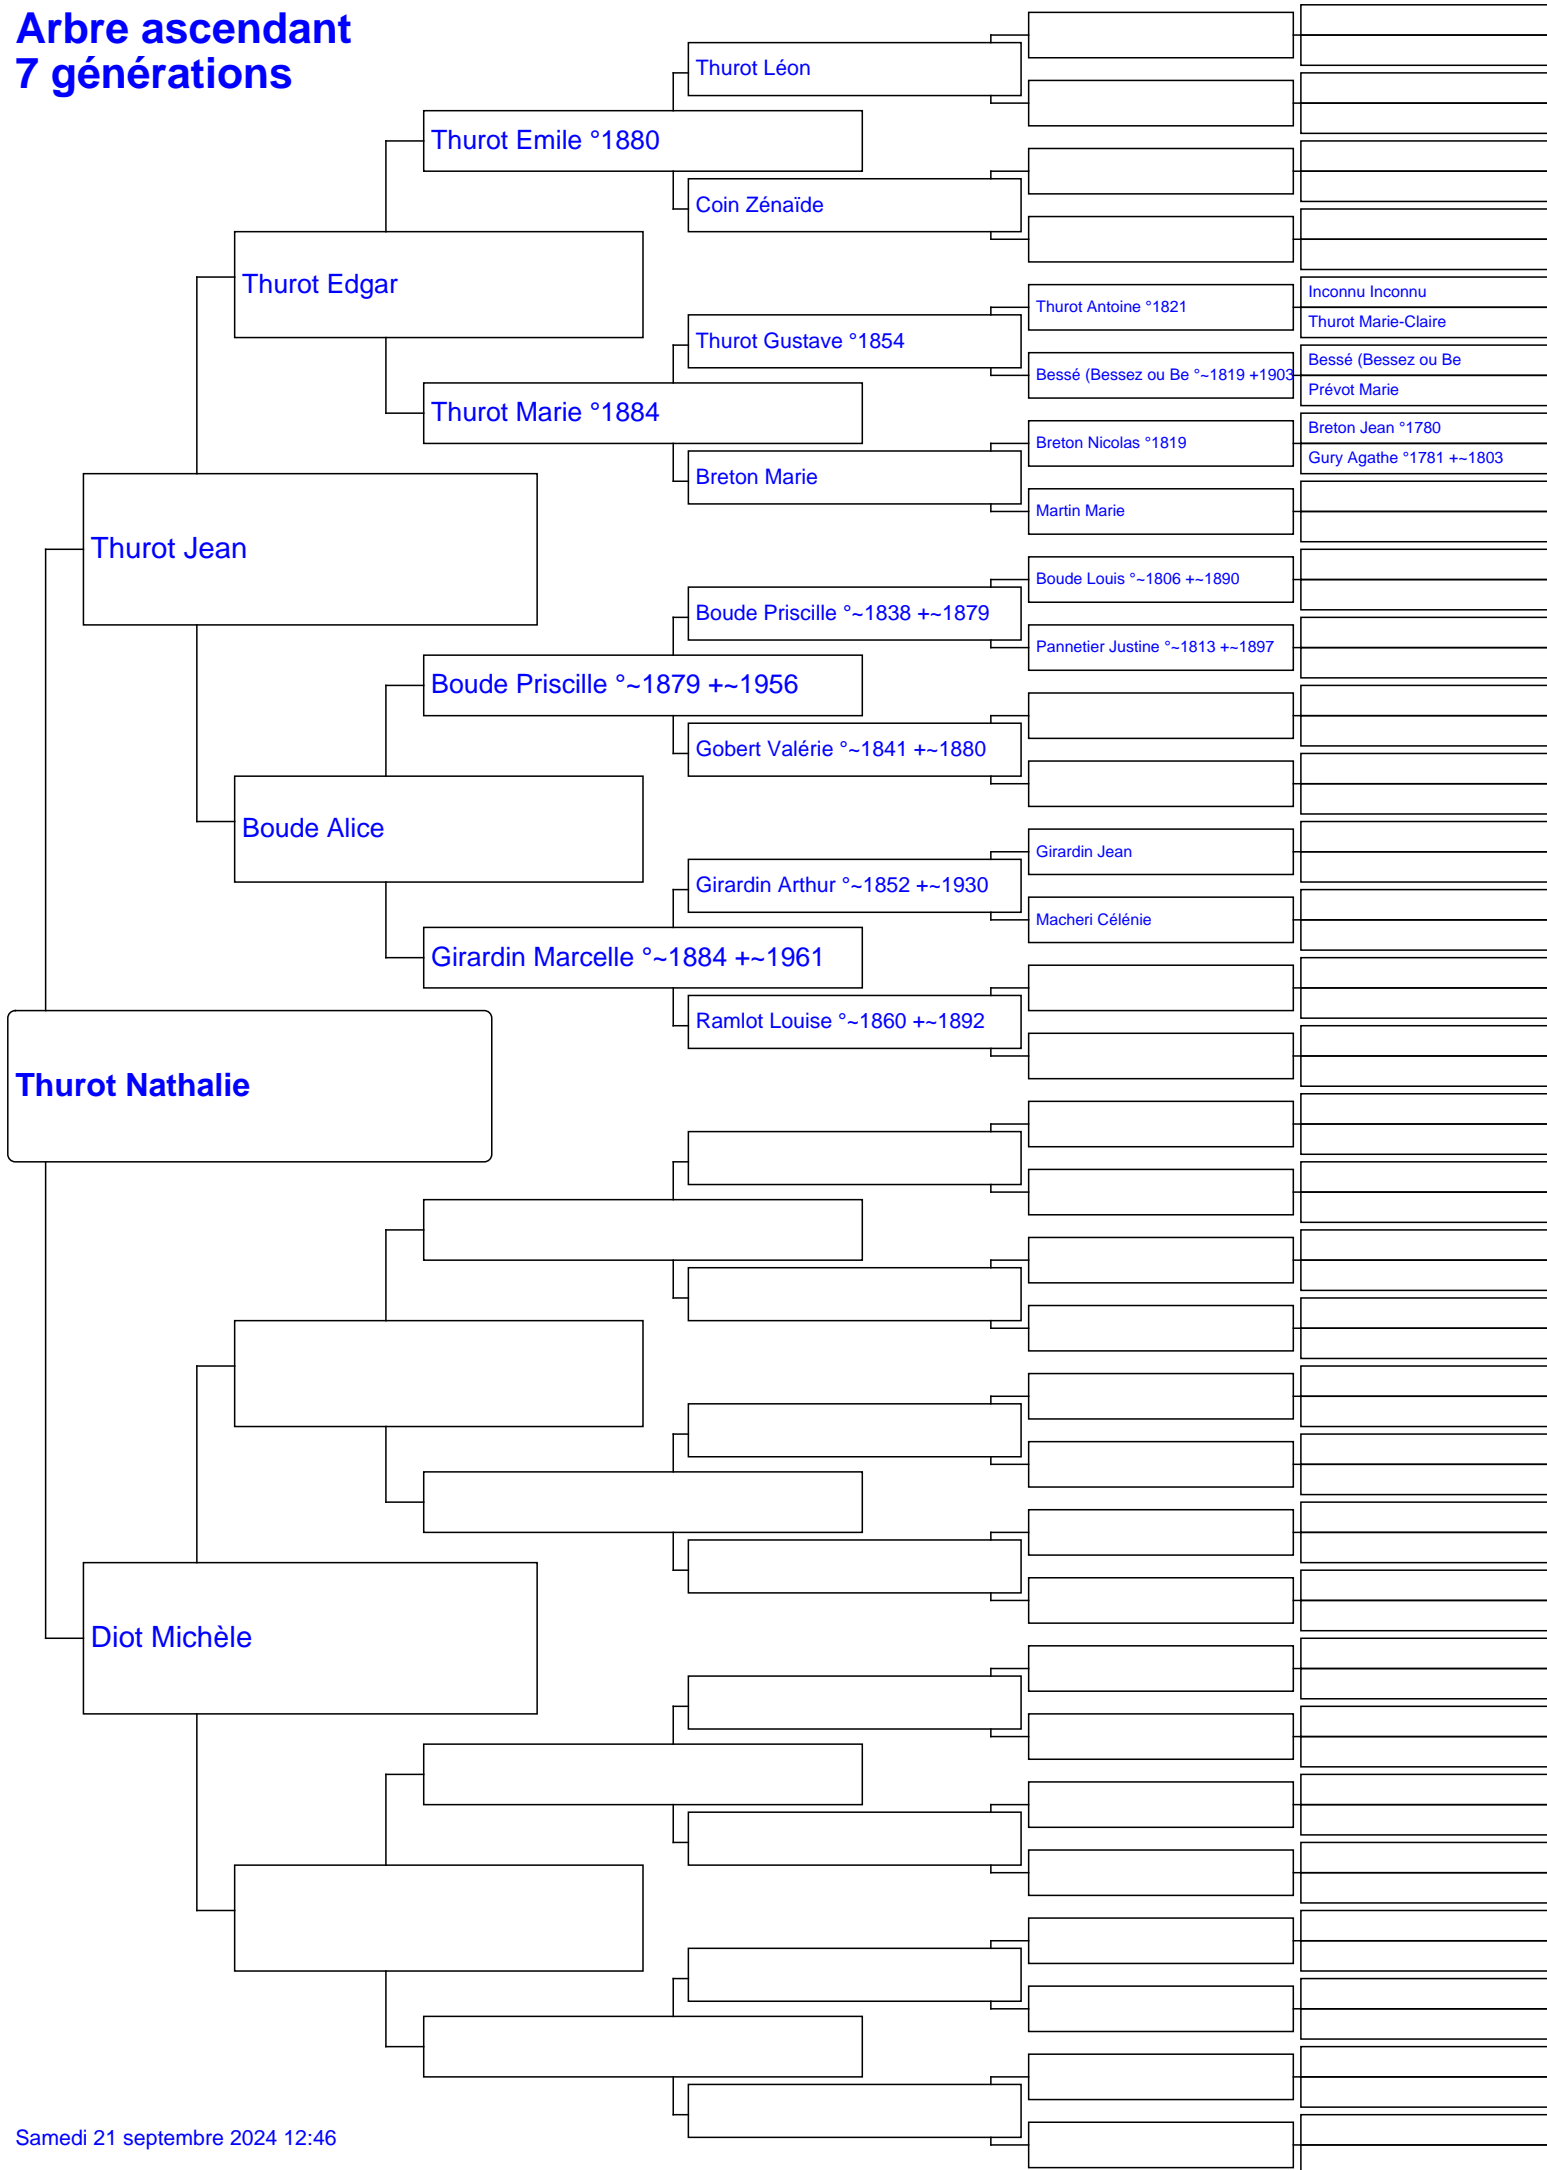 Arbre ascendant
7 générations
Thurot Léon
Thurot Emile °1880
Coin Zénaïde
Thurot Edgar
Inconnu Inconnu
Thurot Antoine °1821
Thurot Marie-Claire
Thurot Gustave °1854
Bessé (Bessez ou Be
Bessé (Bessez ou Be °~1819 +1903
Prévot Marie
Thurot Marie °1884
Breton Jean °1780
Breton Nicolas °1819
Gury Agathe °1781 +~1803
Breton Marie
Martin Marie
Thurot Jean
Boude Louis °~1806 +~1890
Boude Priscille °~1838 +~1879
Pannetier Justine °~1813 +~1897
Boude Priscille °~1879 +~1956
Gobert Valérie °~1841 +~1880
Boude Alice
Girardin Jean
Girardin Arthur °~1852 +~1930
Macheri Célénie
Girardin Marcelle °~1884 +~1961
Ramlot Louise °~1860 +~1892
Thurot Nathalie
Diot Michèle
Samedi 21 septembre 2024 12:46